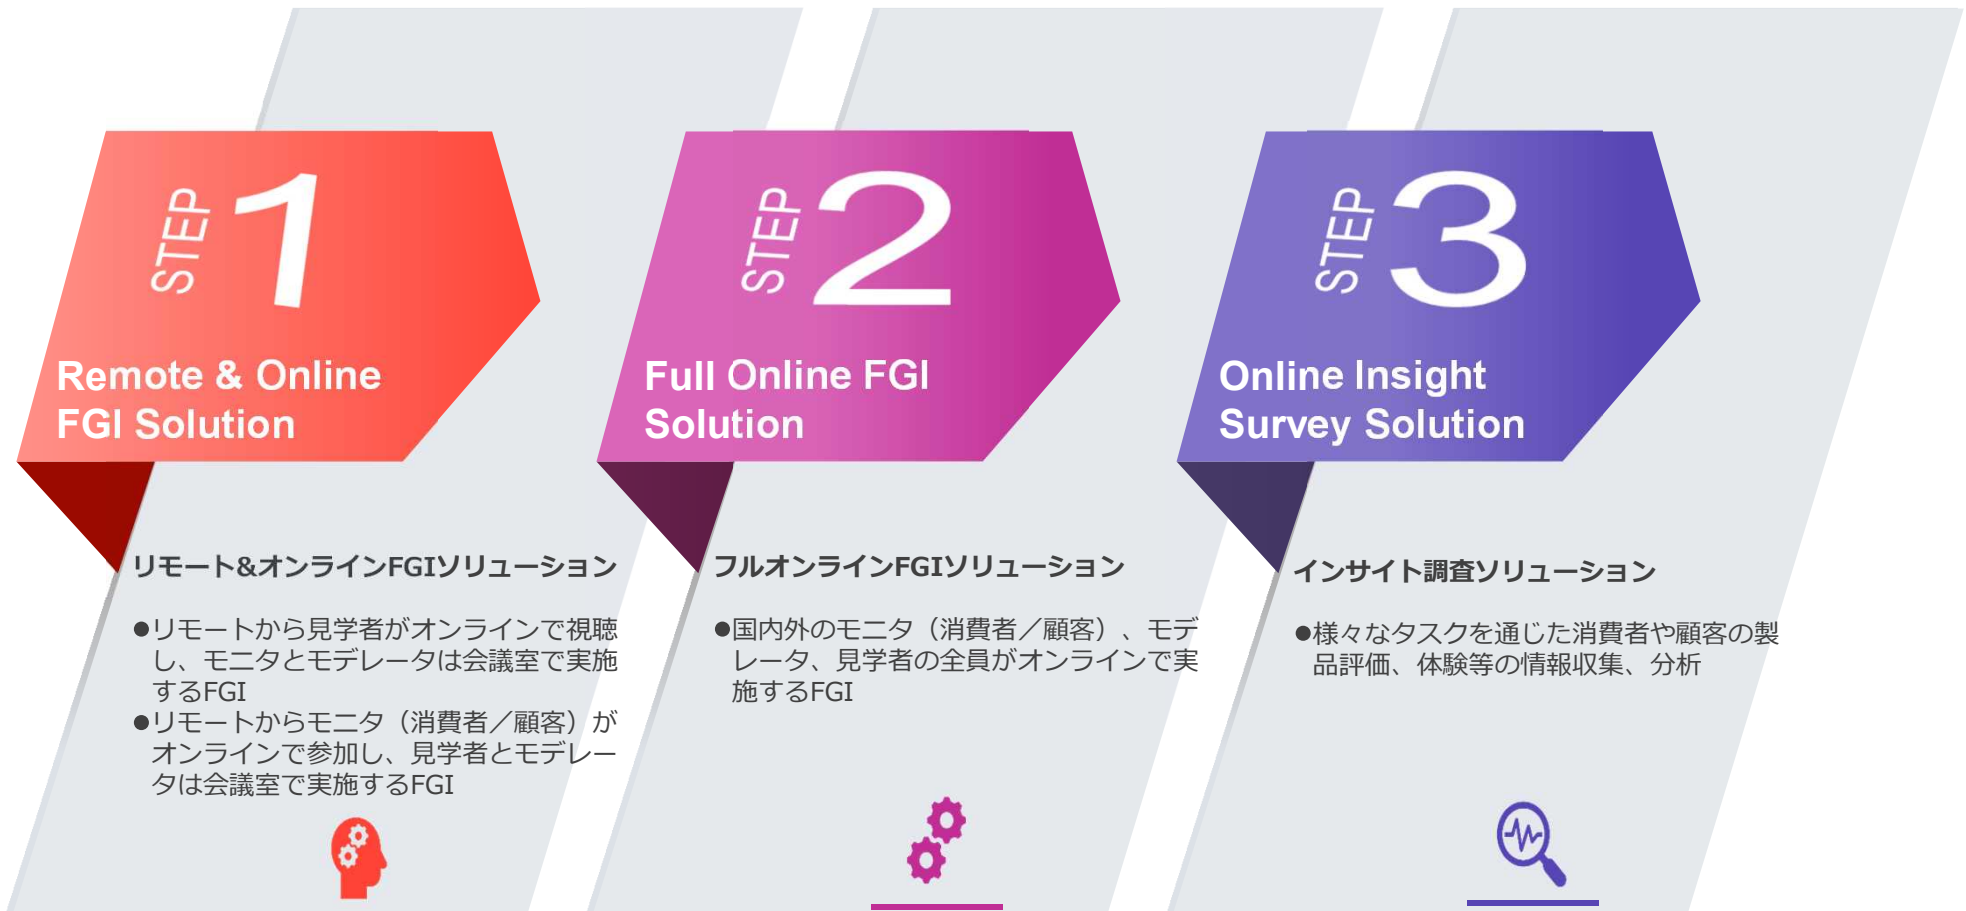 STEP 1
Remote & Online
FGI Solution
リモート&オンラインFGIソリューション
●リモートから見学者がオンラインで視聴
し、モニタとモデレータは会議室で実施
するFGI
●リモートからモニタ（消費者／顧客）が
オンラインで参加し、見学者とモデレー
タは会議室で実施するFGI
STEP 2
Full Online FGI
Solution
フルオンラインFGIソリューション
●国内外のモニタ（消費者／顧客）、モデ
レータ、見学者の全員がオンラインで実
施するFGI
STEP 3
Online Insight
Survey Solution
インサイト調査ソリューション
●様々なタスクを通じた消費者や顧客の製
品評価、体験等の情報収集、分析